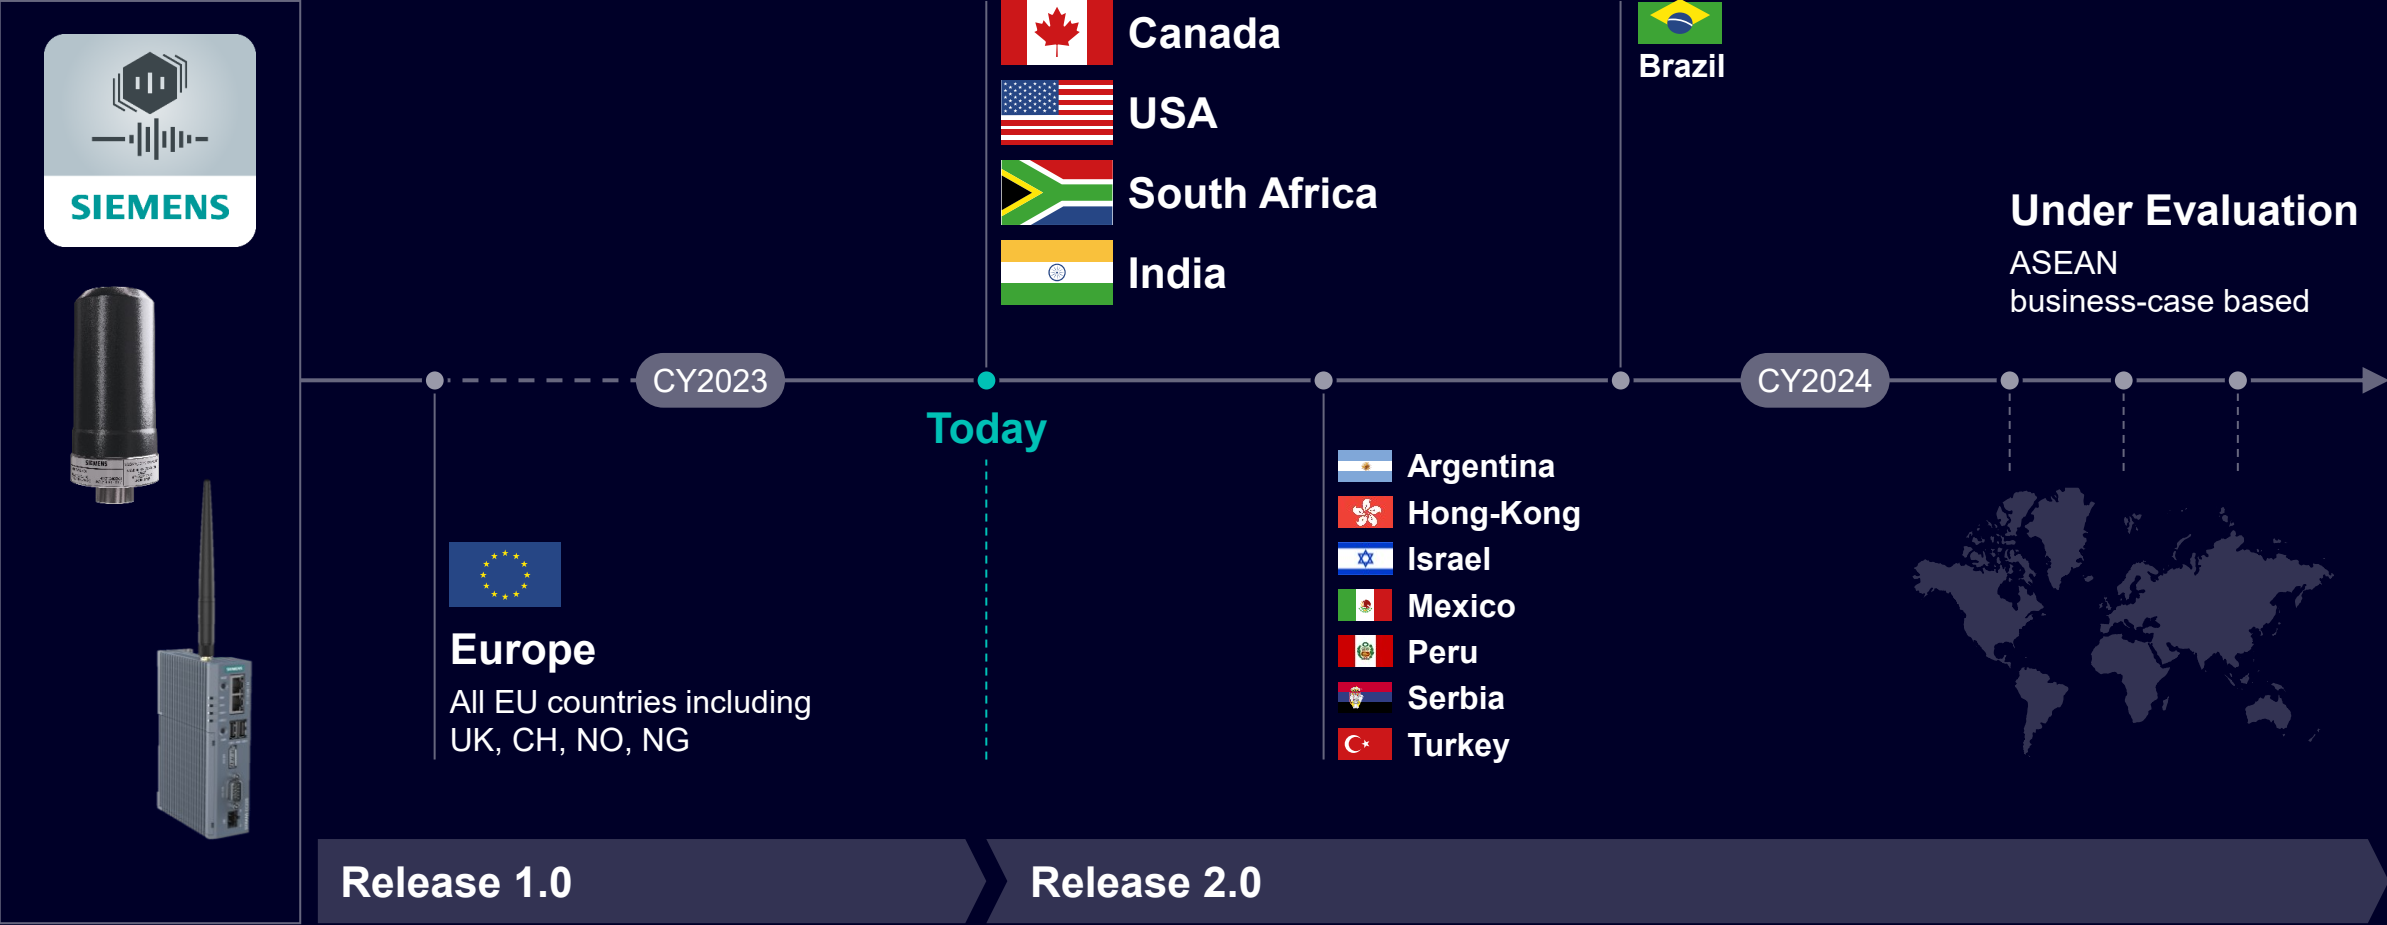 SIEMENS
Canada
USA
South Africa
India
Brazil
Under Evaluation
ASEAN
business-case based
CY2023
CY2024
Today
Argentina
Hong-Kong
Israel
Mexico
Peru
Serbia
Turkey
Europe
All EU countries including
UK, CH, NO, NG
SIEMENS
Release 1.0
Release 2.0